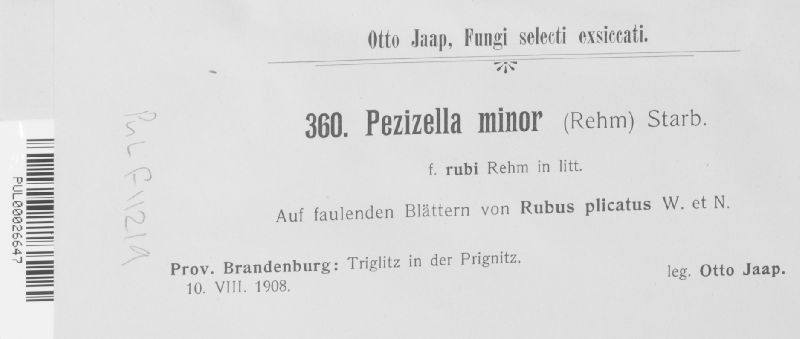 Otto Jaap, Fungi selecti exsiccati.
360. Pezizella minor (Rehm) Starb.
f. rubi Rehm in litt.
Auf faulenden Blättern von Rubus plicatus W. et N.
Prov. Brandenburg: Triglitz in der Prignitz.
10. VIII. 1908.
leg. Otto Jaap.
PUL F11219
PUL00026647